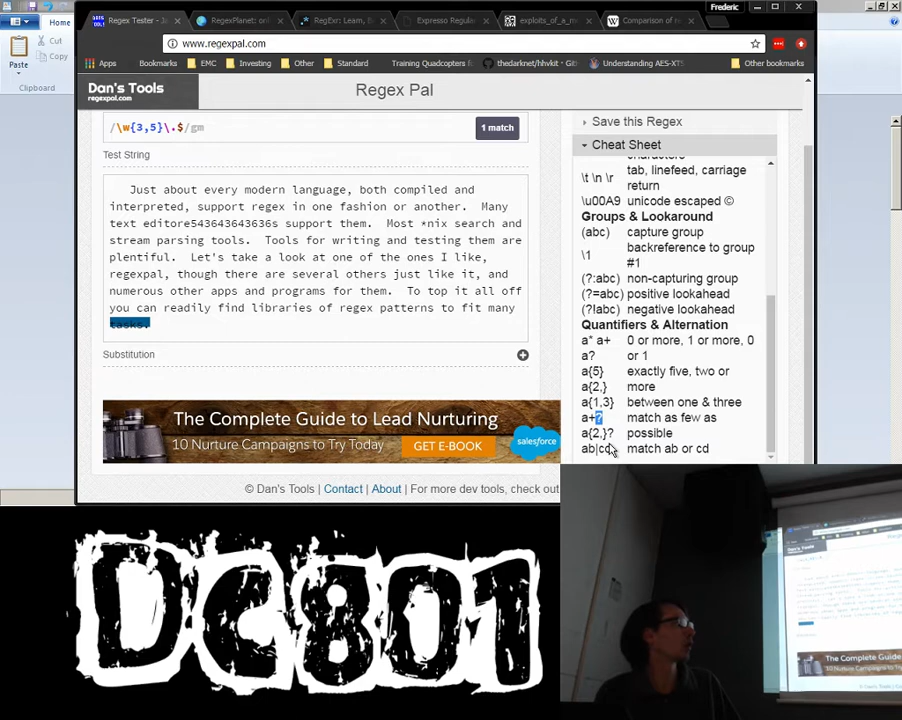 Home
Cut
Copy
Paste
Clipboard
Regex Tester - Ja
RegexPlanet: onli
RegExr: Learn, B
Expresso Regula
exploits_of_a_m
Comparison of re
Frederic
www.regexpal.com
Apps
Bookmarks
EMC
Investing
Other
Standard
Training Quadcopters
github.com/thedarknet/hhvkit - Git
Understanding AES-XTS
Other bookmarks
Dan's Tools
regexpal.com
Regex Pal
/\w{3,5}\.$/gm
1 match
Test String
Just about every modern language, both compiled and
interpreted, support regex in one fashion or another. Many
text editore543643643636s support them. Most *nix search and
stream parsing tools. Tools for writing and testing them are
plentiful. Let's take a look at one of the ones I like,
regexpal, though there are several others just like it, and
numerous other apps and programs for them. To top it all off
you can readily find libraries of regex patterns to fit many
tasks.
Substitution
Save this Regex
Cheat Sheet
characters
\t \n \r tab, linefeed, carriage
return
\u00A9 unicode escaped ©
Groups & Lookaround
(abc) capture group
\1 backreference to group
#1
(?:abc) non-capturing group
(?=abc) positive lookahead
(?!abc) negative lookahead
Quantifiers & Alternation
a* a+ 0 or more, 1 or more, 0
a? or 1
a{5} exactly five, two or
a{2,} more
a{1,3} between one & three
a+? match as few as
a{2,}? possible
ab|cd match ab or cd
The Complete Guide to Lead Nurturing
10 Nurture Campaigns to Try Today
GET E-BOOK
salesforce
© Dan's Tools | Contact | About | For more dev tools, check out
DC801